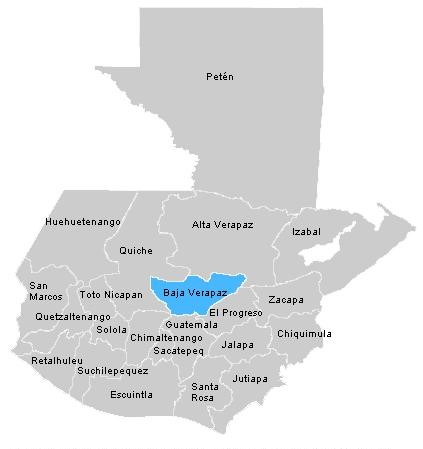 Petén
Huehuetenango
Alta Verapaz
Izabal
Quiche
San
Marcos
Toto Nicapan
Baja Verapaz
Zacapa
Quetzaltenango
El Progreso
Solola
Guatemala
Chimaltenango
Chiquimula
Sacatepeq
Jalapa
Retalhuleu
Suchilepequez
Jutiapa
Escuintla
Santa
Rosa